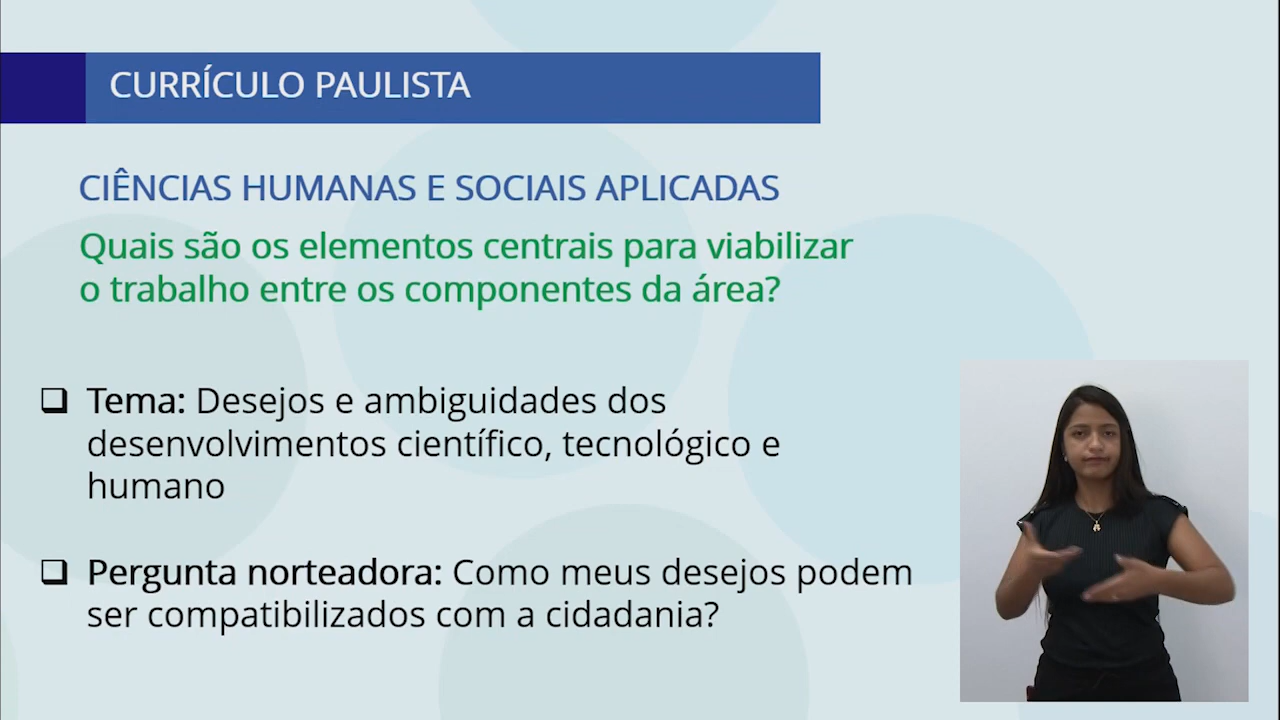 CURRÍCULO PAULISTA
CIÊNCIAS HUMANAS E SOCIAIS APLICADAS
Quais são os elementos centrais para viabilizar
o trabalho entre os componentes da área?
❑ Tema: Desejos e ambiguidades dos
desenvolvimentos científico, tecnológico e
humano
❑ Pergunta norteadora: Como meus desejos podem
ser compatibilizados com a cidadania?